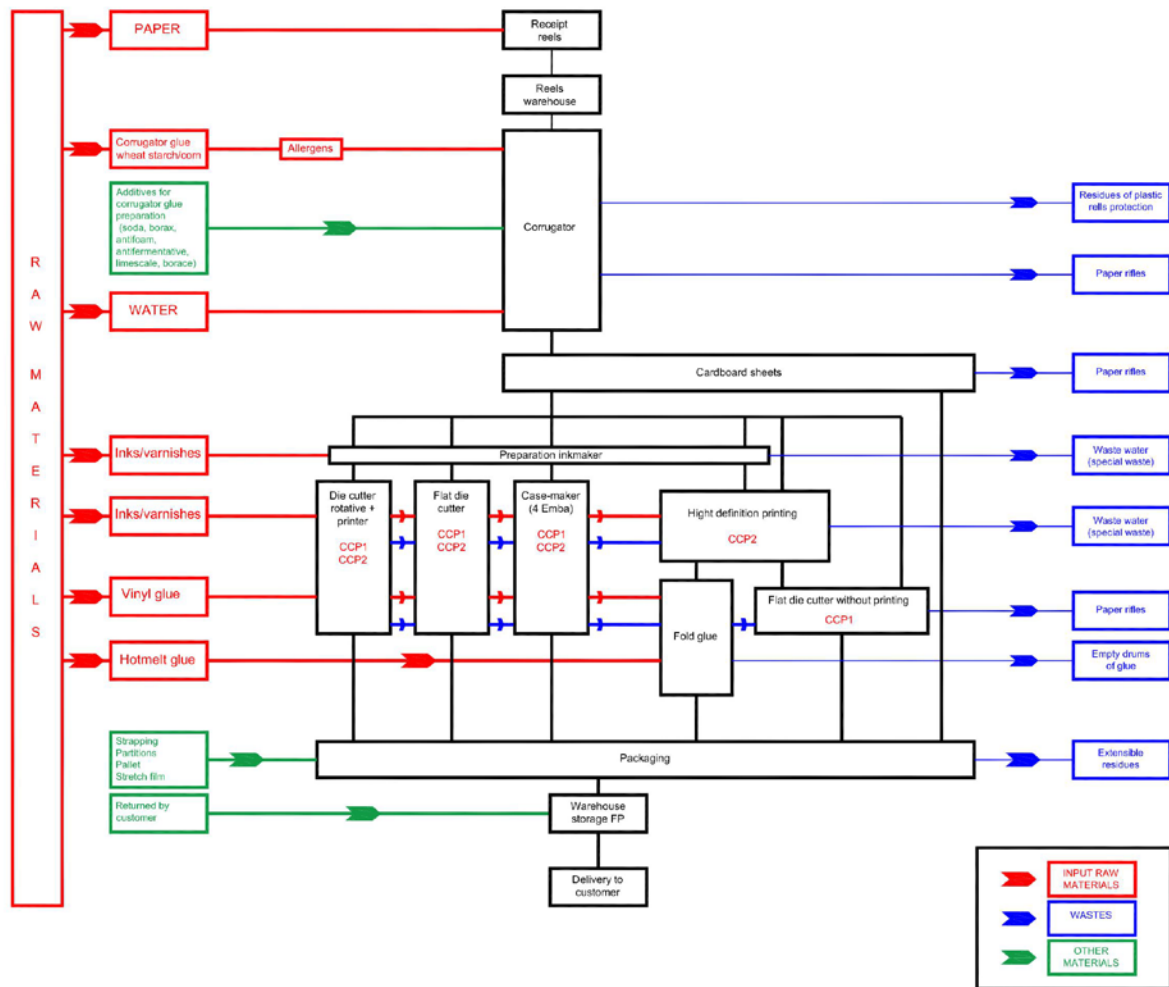 RAW MATERIALS
PAPER
Receipt
reels
Reels
warehouse
Corrugator glue
wheat starch/corn
Allergens
Additives for
corrugator glue
preparation
(soda, borax,
antifoam,
antifermentative,
limescale, borace)
Corrugator
Residues of plastic
rells protection
Paper rifles
WATER
Cardboard sheets
Paper rifles
Inks/varnishes
Preparation inkmaker
Waste water
(special waste)
Inks/varnishes
Die cutter
rotative +
printer
CCP1
CCP2
Flat die
cutter
CCP1
CCP2
Case-maker
(4 Emba)
CCP1
CCP2
Hight definition printing
CCP2
Waste water
(special waste)
Vinyl glue
Fold glue
Flat die cutter without printing
CCP1
Paper rifles
Hotmelt glue
Empty drums
of glue
Strapping
Partitions
Pallet
Stretch film
Packaging
Extensible
residues
Returned by
customer
Warehouse
storage FP
Delivery to
customer
INPUT RAW
MATERIALS
WASTES
OTHER
MATERIALS